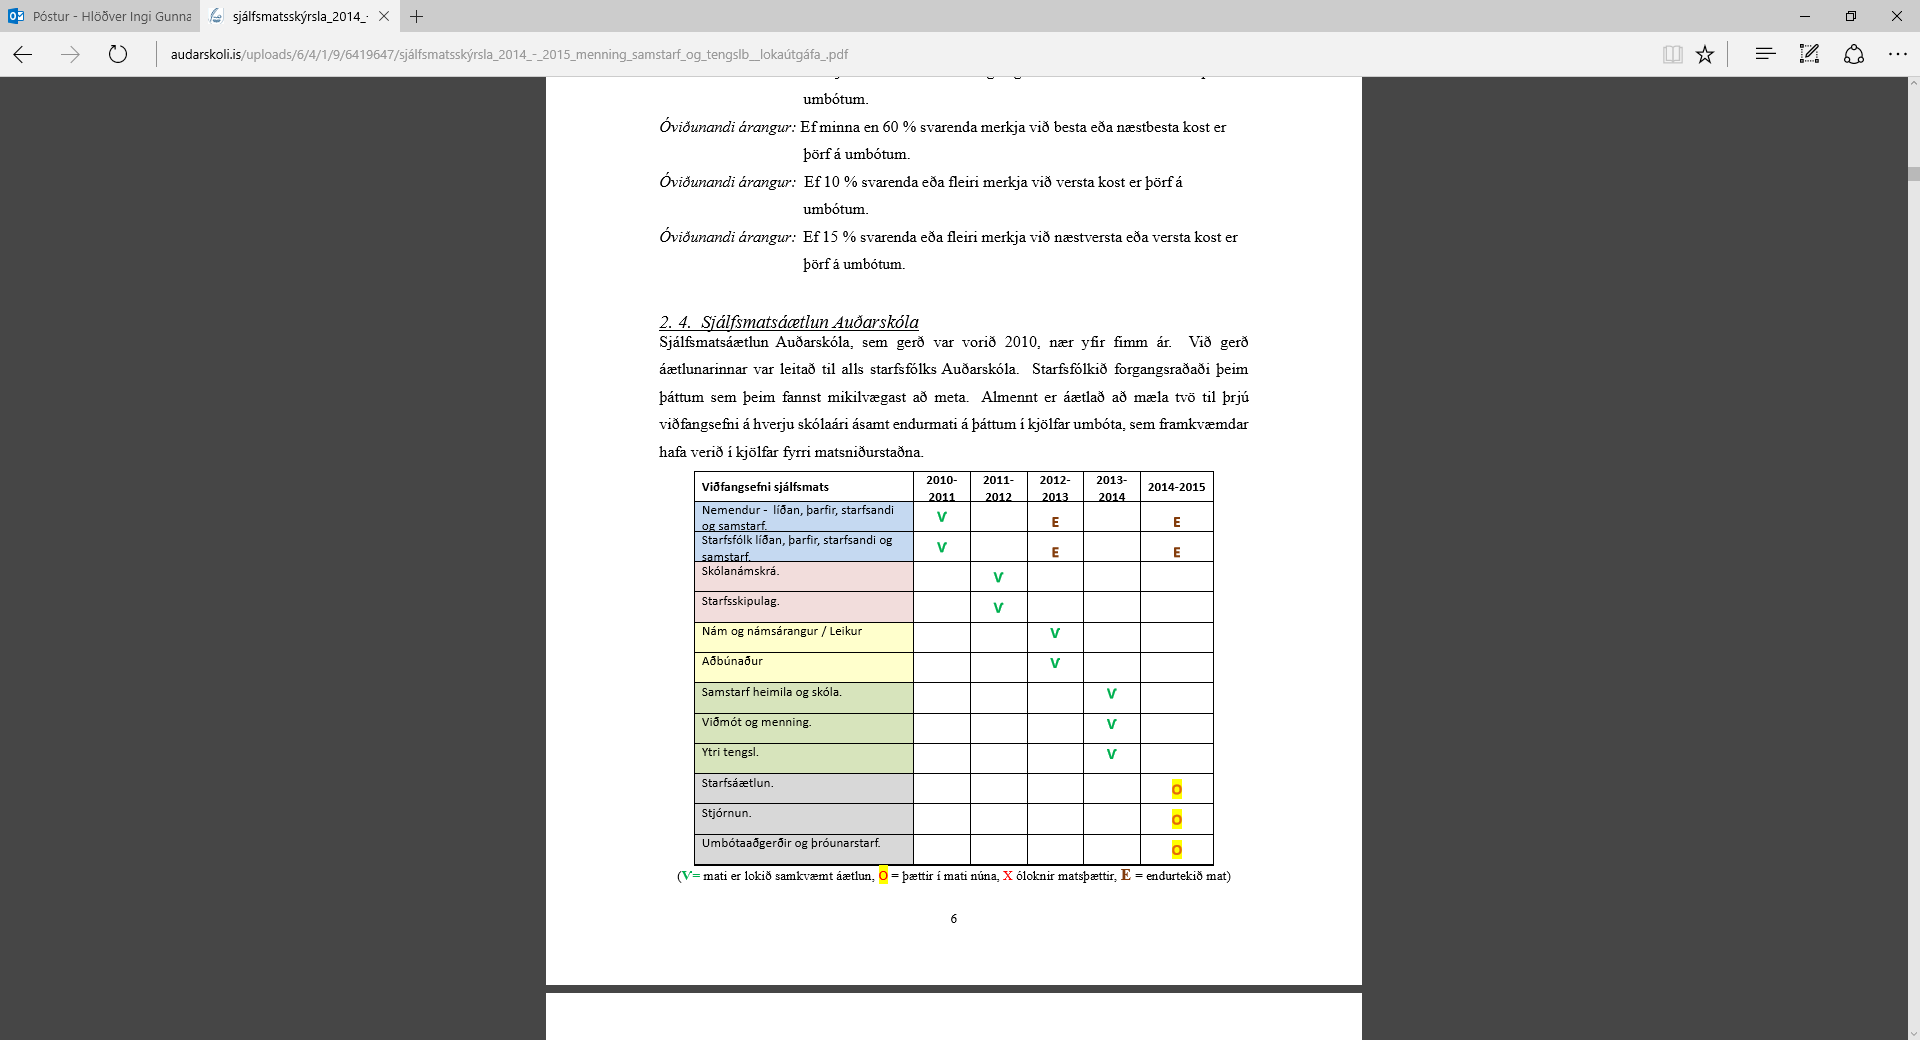 Póstur - Hlöðver Ingi Gunna
sjálfsmatsskýrsla_2014_-
audarskoli.is/uploads/6/4/1/9/6419647/sjálfsmatsskýrsla_2014_-_2015_menning_samstarf_og_tengslb__lokaútgáfa_.pdf
umbótum.
Óviðunandi árangur: Ef minna en 60 % svarenda merkja við besta eða næstbesta kost er
þörf á umbótum.
Óviðunandi árangur: Ef 10 % svarenda eða fleiri merkja við versta kost er þörf á
umbótum.
Óviðunandi árangur: Ef 15 % svarenda eða fleiri merkja við næstversta eða versta kost er
þörf á umbótum.
2. 4. Sjálfsmatsáætlun Auðarskóla
Sjálfsmatsáætlun Auðarskóla, sem gerð var vorið 2010, nær yfir fimm ár. Við gerð
áætlunarinnar var leitað til alls starfsfólks Auðarskóla. Starfsfólkið forgangsraðaði þeim
þáttum sem þeim fannst mikilvægast að meta. Almennt er áætlað að mæla tvö til þrjú
viðfangsefni á hverju skólaári ásamt endurmati á þáttum í kjölfar umbóta, sem framkvæmdar
hafa verið í kjölfar fyrri matsniðurstaðna.
Viðfangsefni sjálfsmats 2010-2011 2011-2012 2012-2013 2013-2014 2014-2015
Nemendur - líðan, þarfir, starfsandi
og samstarf. V E E
Starfsfólk líðan, þarfir, starfsandi og
samstarf. V E E
Skólanámskrá. V
Starfsskipulag. V
Nám og námsárangur / Leikur V
Aðbúnaður V
Samstarf heimila og skóla. V
Viðmót og menning. V
Ytri tengsl. V
Starfsáætlun. O
Stjórnun. O
Umbótaaðgerðir og þróunarstarf. O
(V= mati er lokið samkvæmt áætlun, O = þættir í mati núna, X óloknir matsþættir, E = endurtekið mat)
6